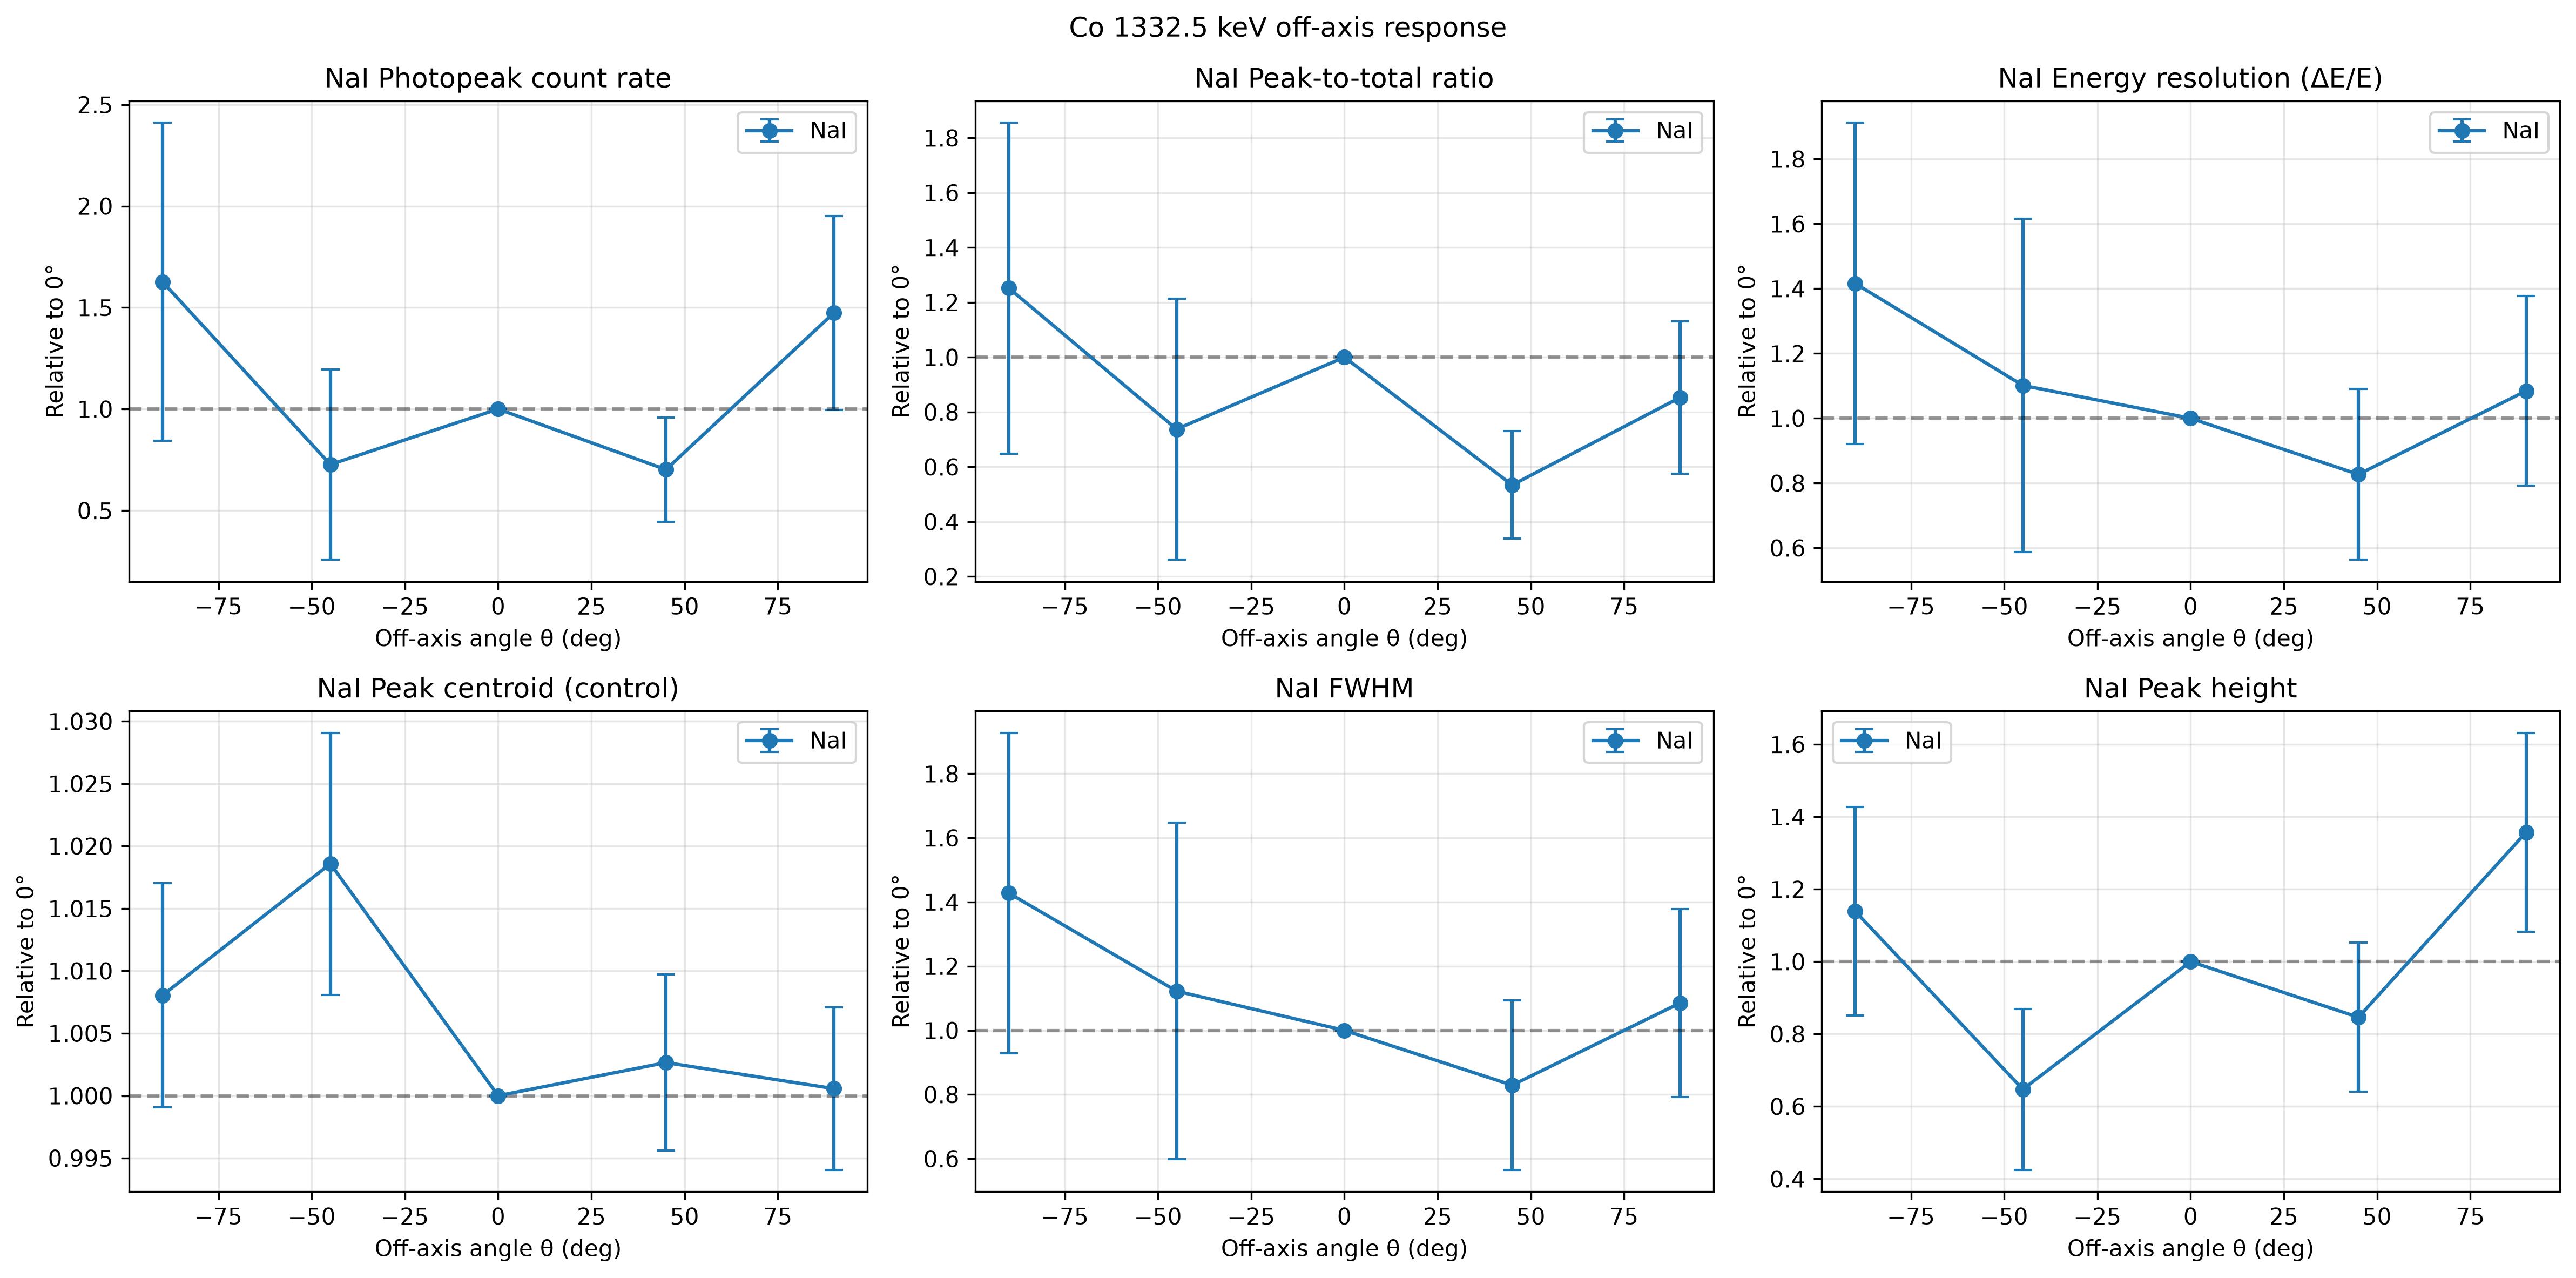 Co 1332.5 keV off-axis response
NaI Photopeak count rate
2.5
2.0
1.5
1.0
0.5
Relative to 0°
NaI
−75 −50 −25 0 25 50 75
Off-axis angle θ (deg)
NaI Peak-to-total ratio
1.8
1.6
1.4
1.2
1.0
0.8
0.6
0.4
0.2
Relative to 0°
NaI
−75 −50 −25 0 25 50 75
Off-axis angle θ (deg)
NaI Energy resolution (ΔE/E)
1.8
1.6
1.4
1.2
1.0
0.8
0.6
Relative to 0°
NaI
−75 −50 −25 0 25 50 75
Off-axis angle θ (deg)
NaI Peak centroid (control)
1.030
1.025
1.020
1.015
1.010
1.005
1.000
0.995
Relative to 0°
NaI
−75 −50 −25 0 25 50 75
Off-axis angle θ (deg)
NaI FWHM
1.8
1.6
1.4
1.2
1.0
0.8
0.6
Relative to 0°
NaI
−75 −50 −25 0 25 50 75
Off-axis angle θ (deg)
NaI Peak height
1.6
1.4
1.2
1.0
0.8
0.6
0.4
Relative to 0°
NaI
−75 −50 −25 0 25 50 75
Off-axis angle θ (deg)